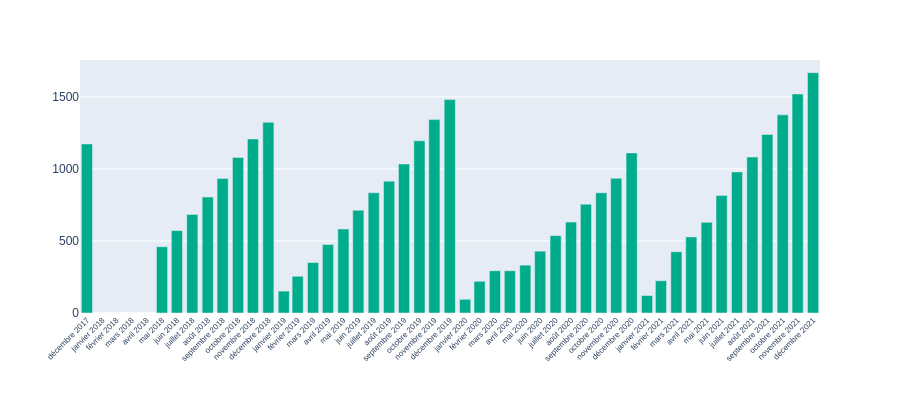 1500
1000
500
0
décembre 2017
janvier 2018
février 2018
mars 2018
avril 2018
mai 2018
juin 2018
juillet 2018
août 2018
septembre 2018
octobre 2018
novembre 2018
décembre 2018
janvier 2019
février 2019
mars 2019
avril 2019
mai 2019
juin 2019
juillet 2019
août 2019
septembre 2019
octobre 2019
novembre 2019
décembre 2019
janvier 2020
février 2020
mars 2020
avril 2020
mai 2020
juin 2020
juillet 2020
août 2020
septembre 2020
octobre 2020
novembre 2020
décembre 2020
janvier 2021
février 2021
mars 2021
avril 2021
mai 2021
juin 2021
juillet 2021
août 2021
septembre 2021
octobre 2021
novembre 2021
décembre 2021